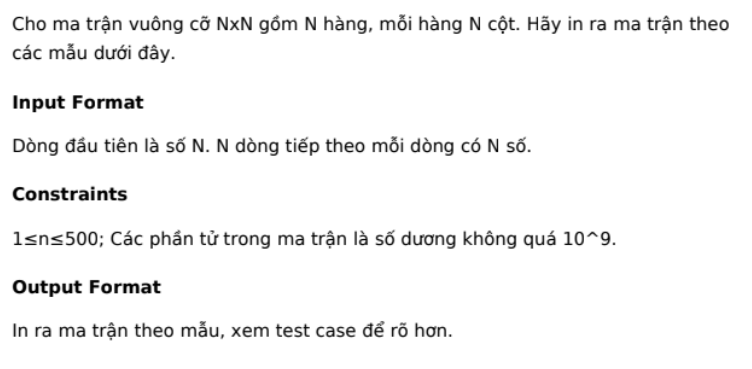 Cho ma trận vuông cỡ NxN gồm N hàng, mỗi hàng N cột. Hãy in ra ma trận theo
các mẫu dưới đây.
Input Format
Dòng đầu tiên là số N. N dòng tiếp theo mỗi dòng có N số.
Constraints
1≤n≤500; Các phần tử trong ma trận là số dương không quá 10^9.
Output Format
In ra ma trận theo mẫu, xem test case để rõ hơn.